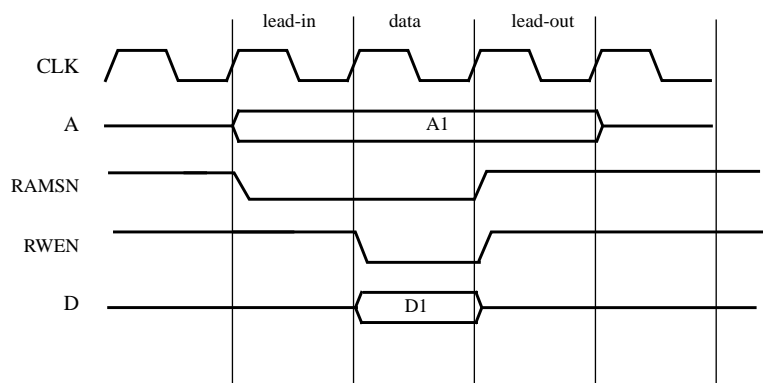 lead-in data lead-out
CLK
A A1
RAMSN
RWEN
D D1